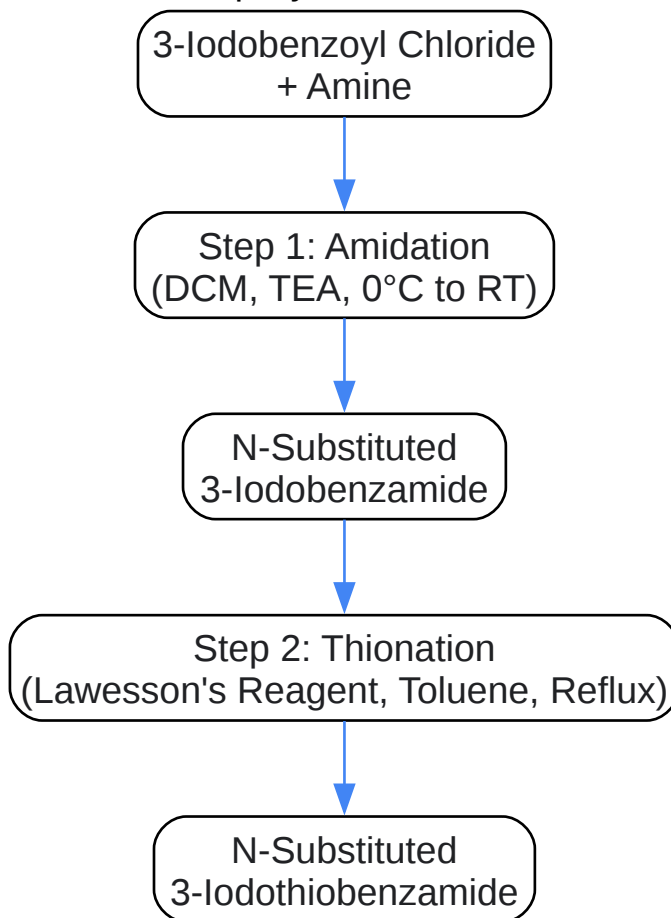 3-Iodobenzoyl Chloride
+ Amine
Step 1: Amidation
(DCM, TEA, 0°C to RT)
N-Substituted
3-Iodobenzamide
Step 2: Thionation
(Lawesson's Reagent, Toluene, Reflux)
N-Substituted
3-Iodothiobenzamide